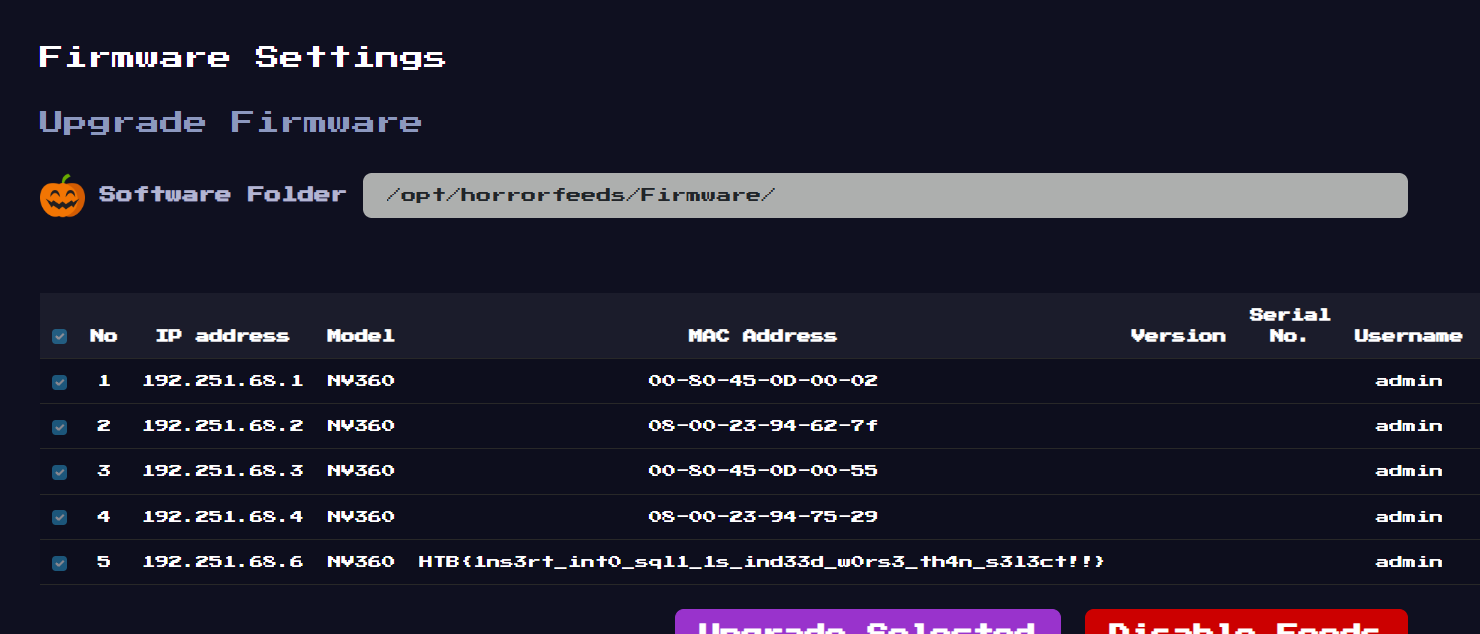 Firmware Settings
Upgrade Firmware
Software Folder /opt/horrorfeeds/Firmware/
No IP address Model MAC Address Version Serial No. Username
1 192.251.68.1 NV360 00-80-45-0D-00-02 admin
2 192.251.68.2 NV360 08-00-23-94-62-7f admin
3 192.251.68.3 NV360 00-80-45-0D-00-55 admin
4 192.251.68.4 NV360 08-00-23-94-75-29 admin
5 192.251.68.6 NV360 HTB{1ns3rt_int0_sql1_1s_ind33d_w0rs3_th4n_s3l3ct!!} admin
Upgrade Selected Disable Feeds